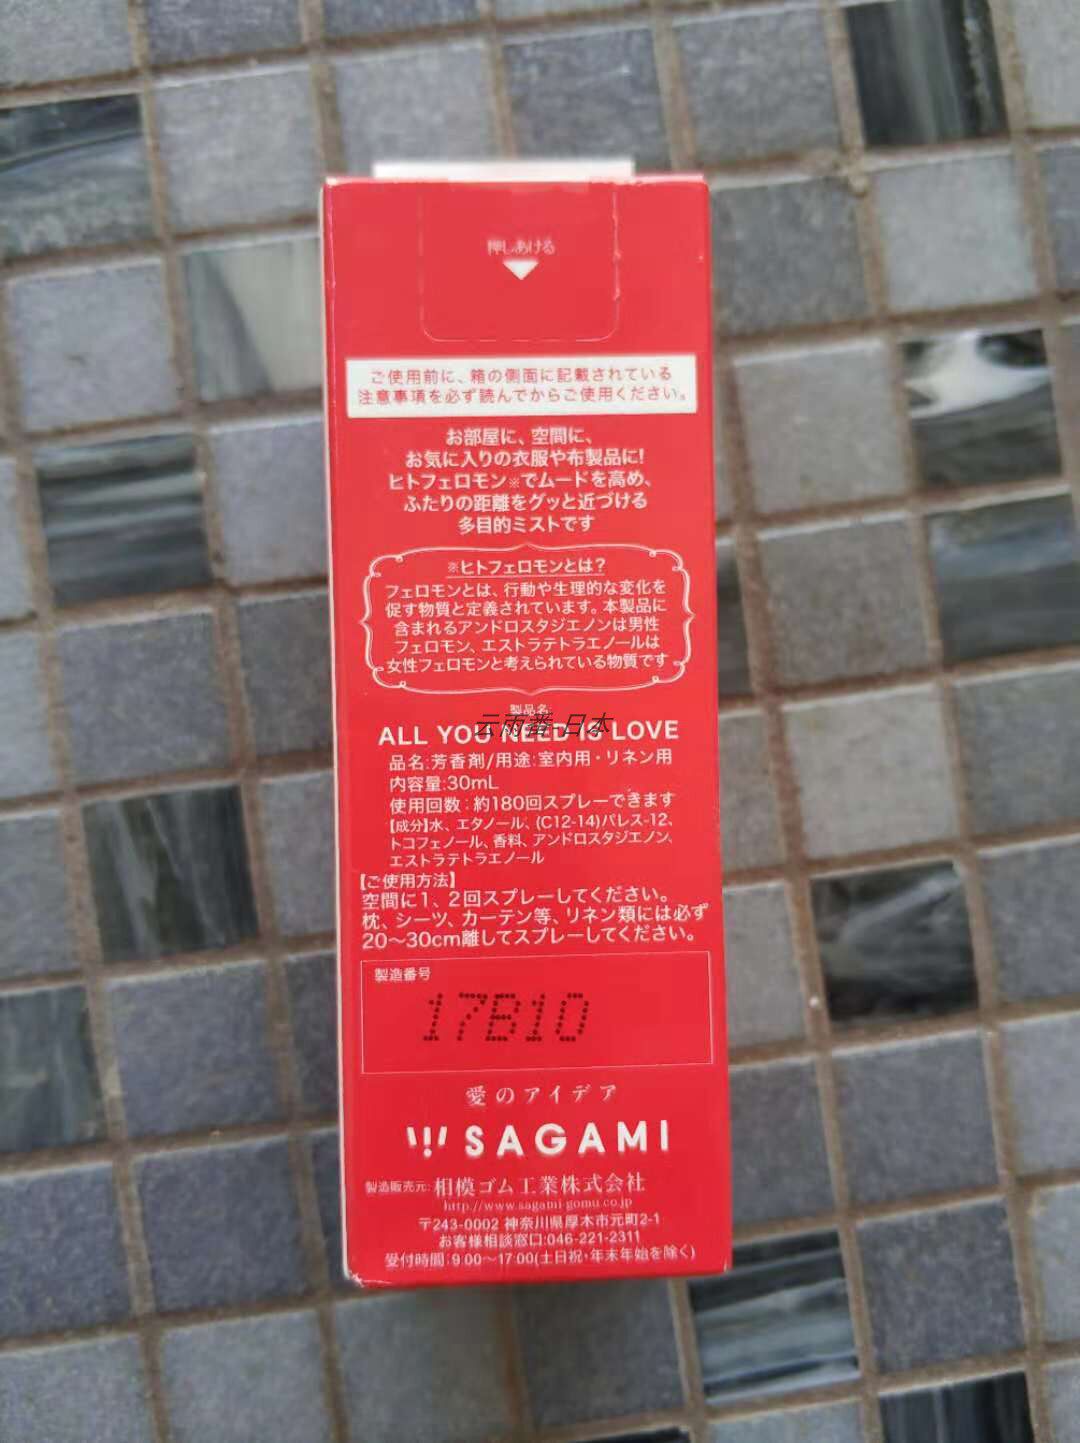 押しあける
ご使用前に、箱の側面に記載されている
注意事項を必ず読んでからご使用ください。
お部屋に、空間に、
お気に入りの衣服や布製品に!
ヒトフェロモン※でムードを高め、
ふたりの距離をグッと近づける
多目的ミストです
※ヒトフェロモンとは?
フェロモンとは、行動や生理的な変化を
促す物質と定義されています。本製品に
含まれるアンドロスタジエノンは男性
フェロモン、エストラテトラエノールは
女性フェロモンと考えられている物質です
製品名:
云雨番-日本
ALL YOU NEED IS LOVE
品名:芳香剤/用途:室内用・リネン用
内容量:30mL
使用回数:約180回スプレーできます
【成分】水、エタノール、(C12-14)パレス-12、
トコフェノール、香料、アンドロスタジエノン、
エストラテトラエノール
【ご使用方法】
空間に1、2回スプレーしてください。
枕、シーツ、カーテン等、リネン類には必ず
20〜30cm離してスプレーしてください。
製造番号
17B10
愛のアイデア
SAGAMI
製造販売元:相模ゴム工業株式会社
http://www.sagami-gomu.co.jp
〒243-0002 神奈川県厚木市元町2-1
お客様相談窓口:046-221-2311
受付時間:9:00〜17:00(土日祝・年末年始を除く)